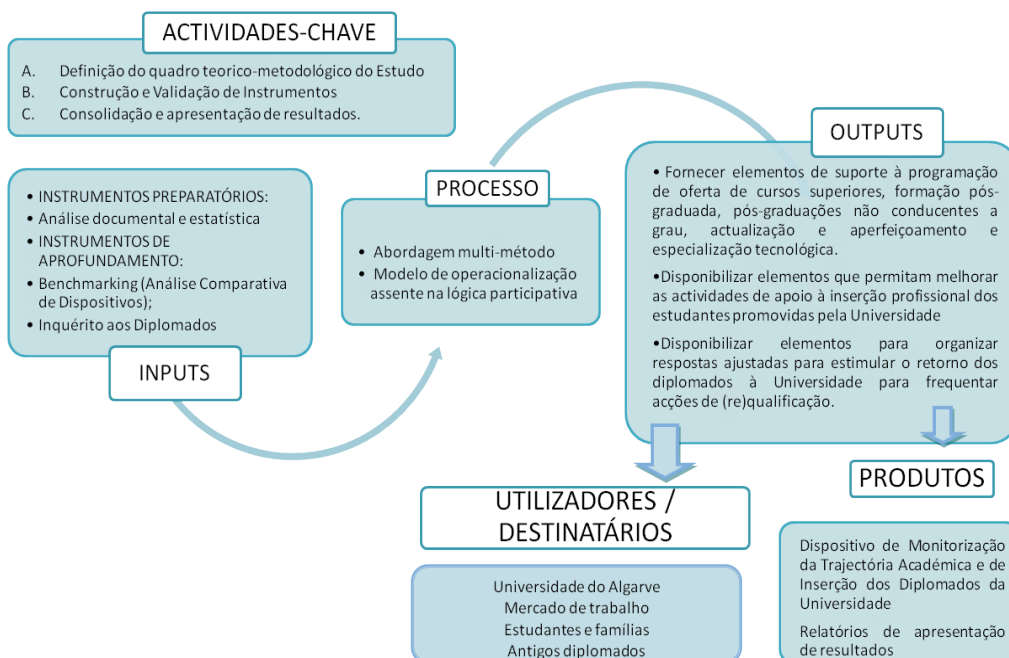 ACTIVIDADES-CHAVE
A. Definição do quadro teorico-metodológico do Estudo
B. Construção e Validação de Instrumentos
C. Consolidação e apresentação de resultados.
• INSTRUMENTOS PREPARATÓRIOS:
• Análise documental e estatística
• INSTRUMENTOS DE
APROFUNDAMENTO:
• Benchmarking (Análise Comparativa
de Dispositivos);
• Inquérito aos Diplomados
INPUTS
PROCESSO
• Abordagem multi-método
• Modelo de operacionalização
assente na lógica participativa
OUTPUTS
• Fornecer elementos de suporte à programação
de oferta de cursos superiores, formação pós-
graduada, pós-graduações não conducentes a
grau, actualização e aperfeiçoamento e
especialização tecnológica.
•Disponibilizar elementos que permitam melhorar
as actividades de apoio à inserção profissional dos
estudantes promovidas pela Universidade
•Disponibilizar elementos para organizar
respostas ajustadas para estimular o retorno dos
diplomados à Universidade para frequentar
acções de (re)qualificação.
UTILIZADORES /
DESTINATÁRIOS
Universidade do Algarve
Mercado de trabalho
Estudantes e famílias
Antigos diplomados
PRODUTOS
Dispositivo de Monitorização
da Trajectória Académica e de
Inserção dos Diplomados da
Universidade
Relatórios de apresentação
de resultados